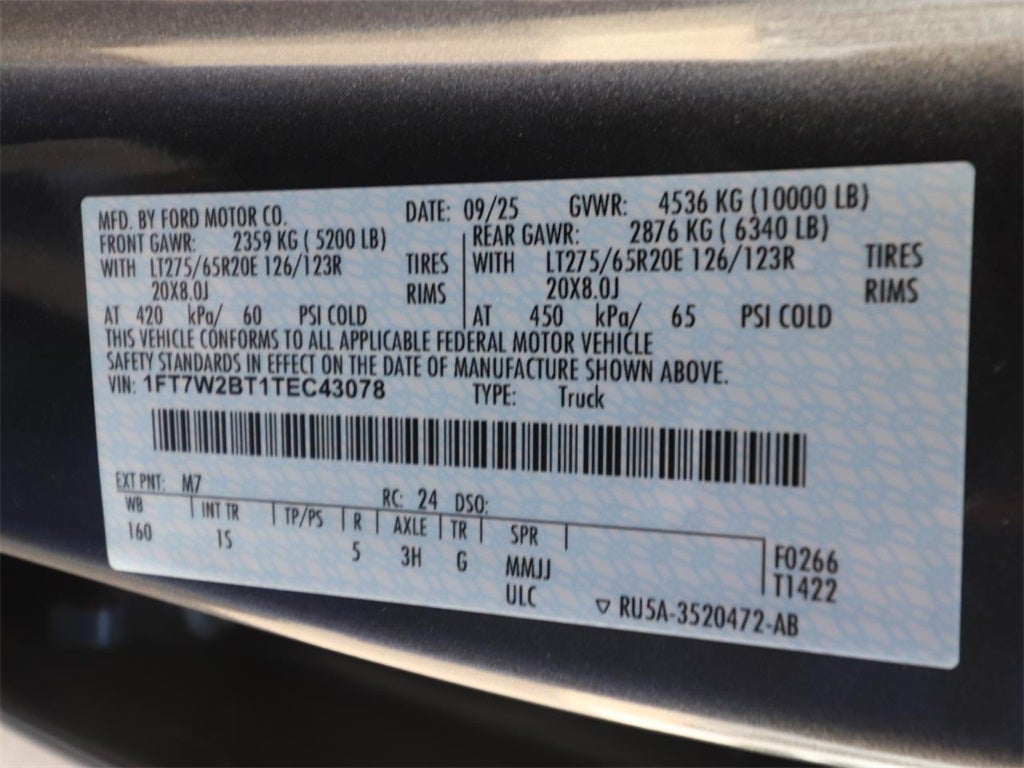 MFD. BY FORD MOTOR CO. DATE: 09/25 GVWR: 4536 KG (10000 LB)
FRONT GAWR: 2359 KG ( 5200 LB) REAR GAWR: 2876 KG ( 6340 LB)
WITH LT275/65R20E 126/123R TIRES WITH LT275/65R20E 126/123R TIRES
20X8.0J RIMS 20X8.0J RIMS
AT 420 kPa/ 60 PSI COLD AT 450 kPa/ 65 PSI COLD
THIS VEHICLE CONFORMS TO ALL APPLICABLE FEDERAL MOTOR VEHICLE
SAFETY STANDARDS IN EFFECT ON THE DATE OF MANUFACTURE SHOWN ABOVE.
VIN: 1FT7W2BT1TEC43078 TYPE: Truck
EXT PNT: M7 RC: 24 DSO:
WB INT TR TP/PS R AXLE TR SPR
160 1S 5 3H G MMJJ F0266
ULC T1422
▽ RU5A-3520472-AB